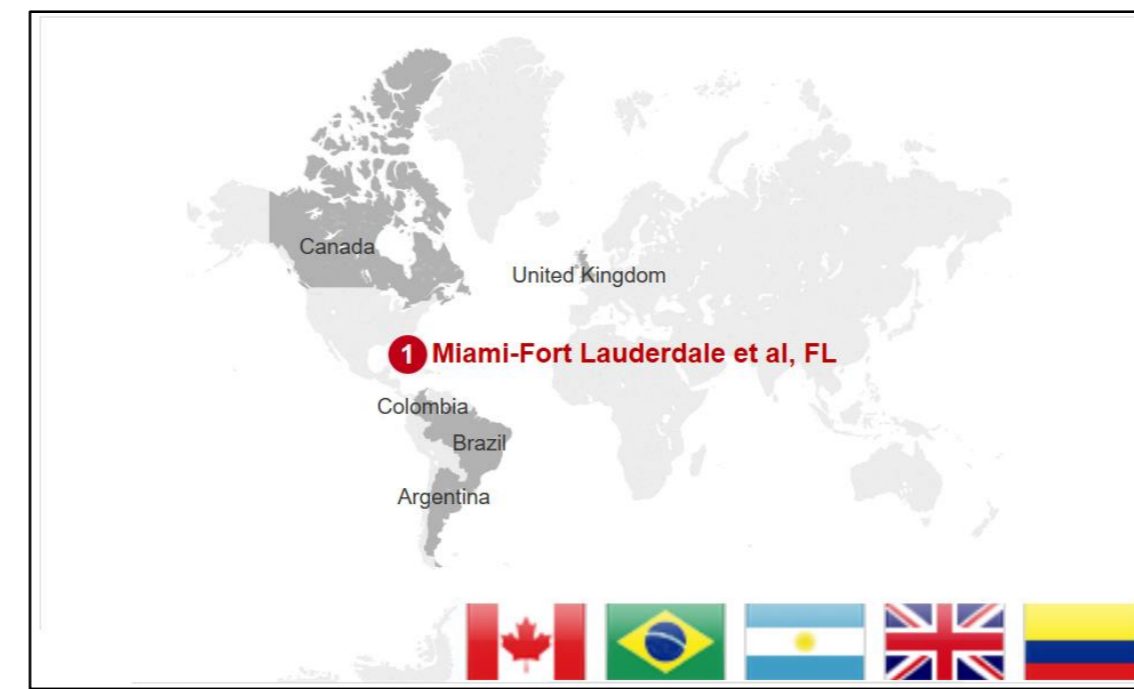 Canada
United Kingdom
1 Miami-Fort Lauderdale et al, FL
Colombia
Brazil
Argentina